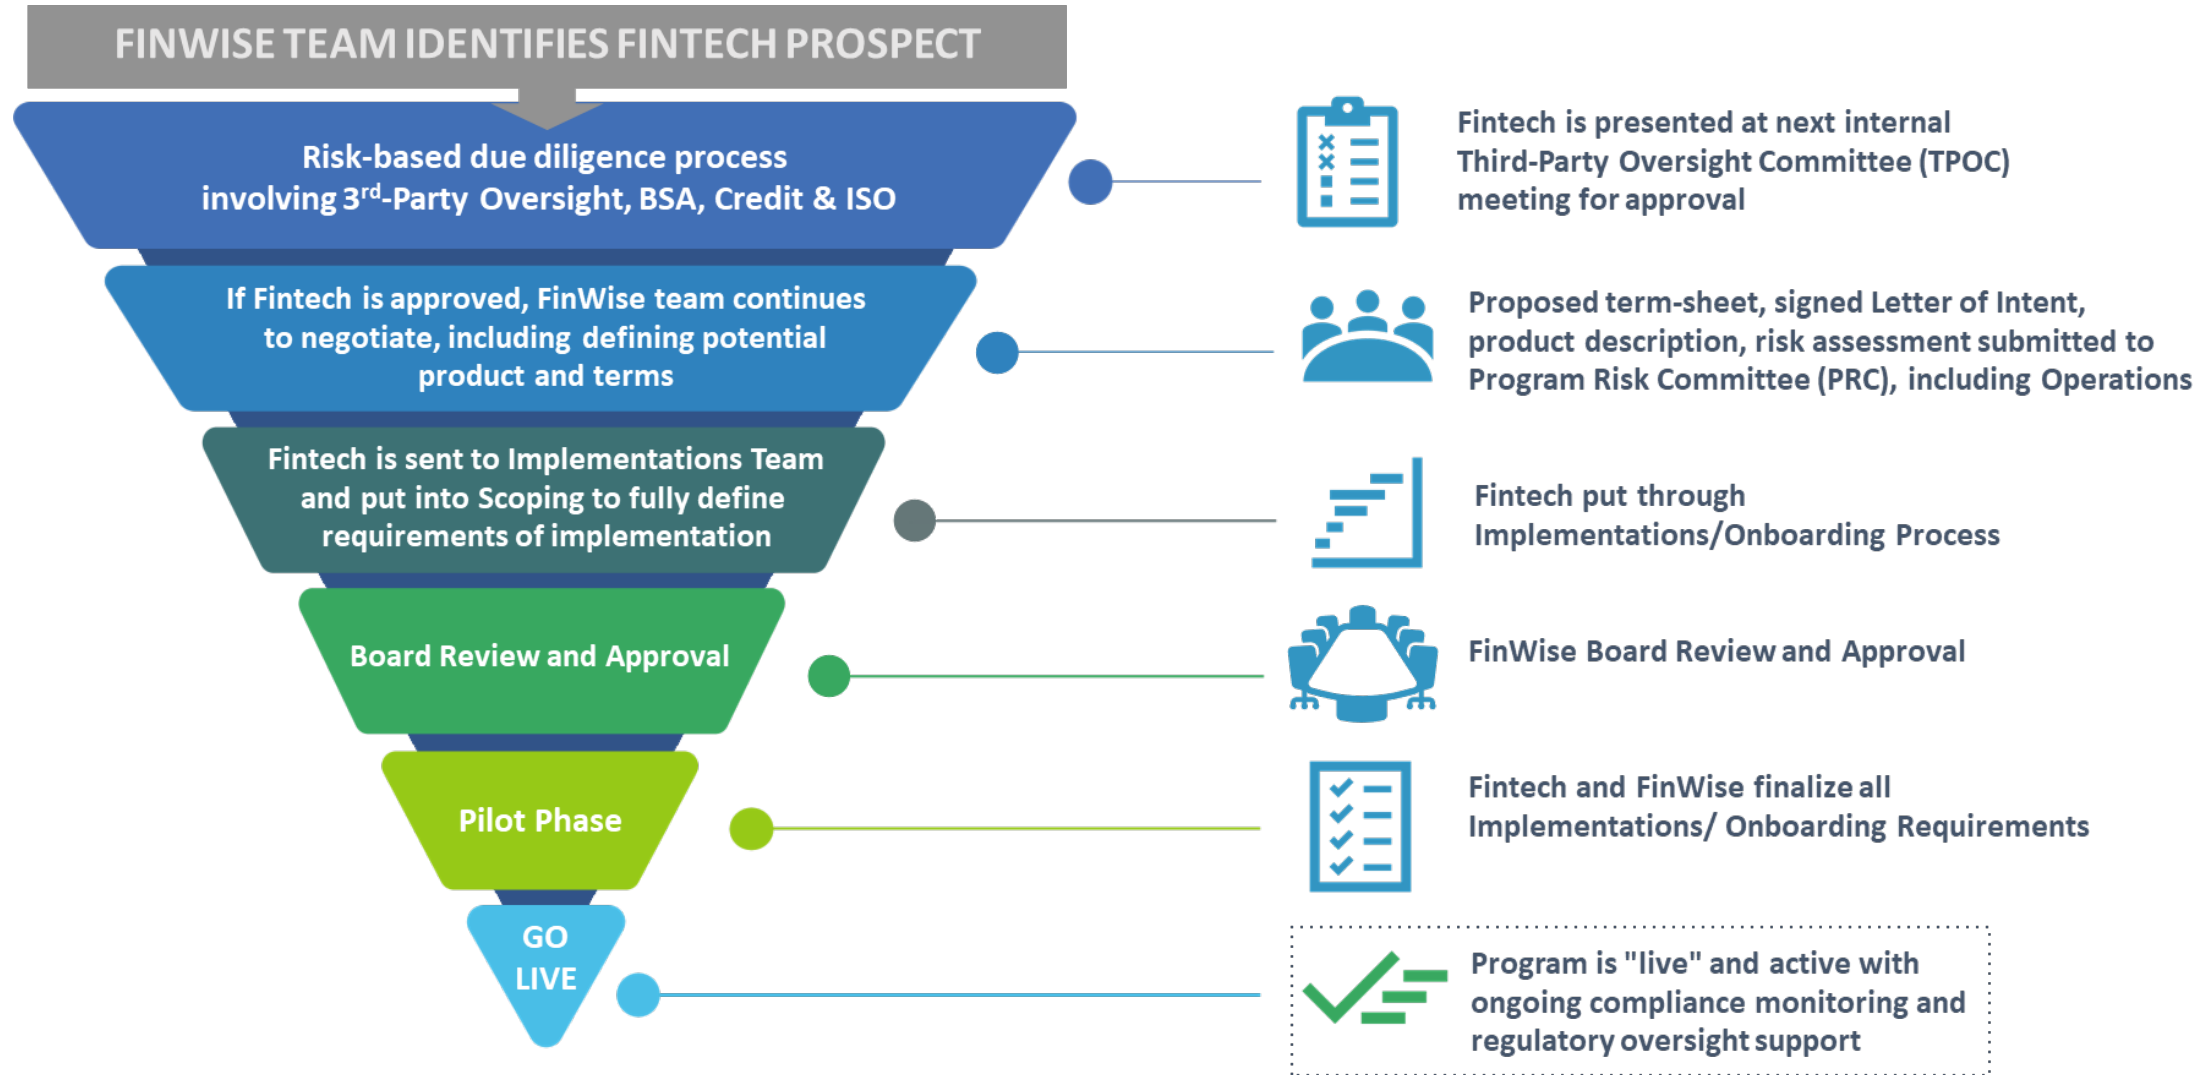 FINWISE TEAM IDENTIFIES FINTECH PROSPECT
Risk-based due diligence process
involving 3rd-Party Oversight, BSA, Credit & ISO
Fintech is presented at next internal
Third-Party Oversight Committee (TPOC)
meeting for approval
If Fintech is approved, FinWise team continues
to negotiate, including defining potential
product and terms
Proposed term-sheet, signed Letter of Intent,
product description, risk assessment submitted to
Program Risk Committee (PRC), including Operations
Fintech is sent to Implementations Team
and put into Scoping to fully define
requirements of implementation
Fintech put through
Implementations/Onboarding Process
Board Review and Approval
FinWise Board Review and Approval
Pilot Phase
Fintech and FinWise finalize all
Implementations/ Onboarding Requirements
GO
LIVE
Program is "live" and active with
ongoing compliance monitoring and
regulatory oversight support